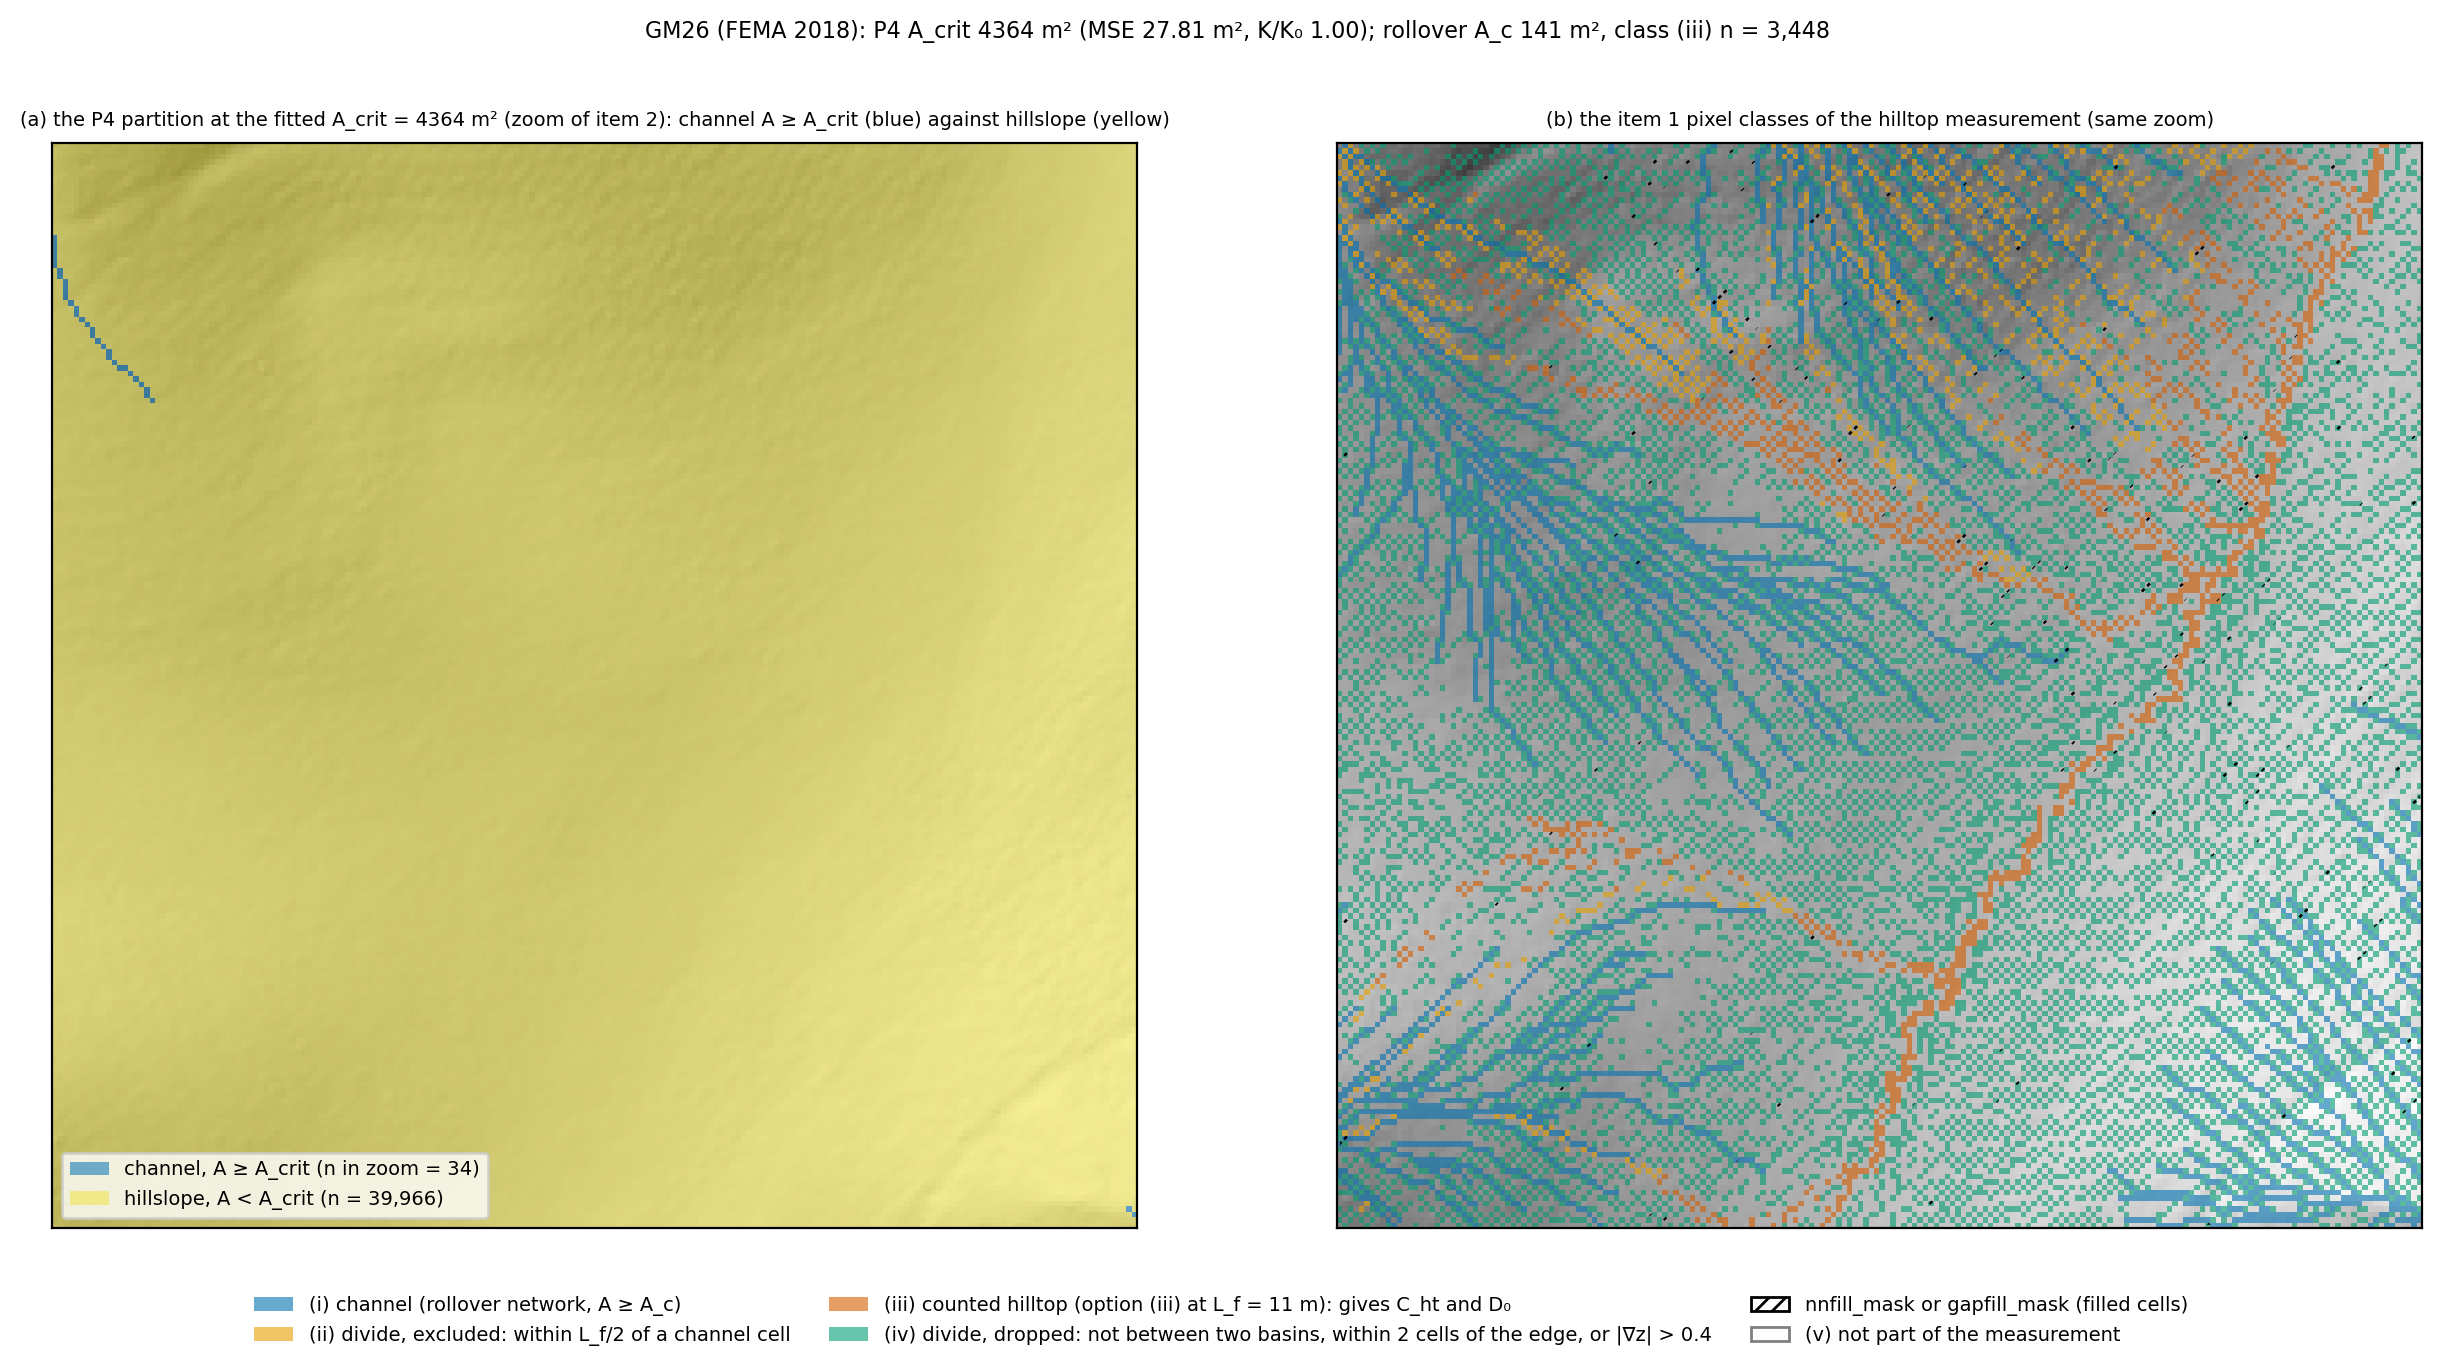 GM26 (FEMA 2018): P4 A_crit 4364 m² (MSE 27.81 m², K/K₀ 1.00); rollover A_c 141 m², class (iii) n = 3,448
(a) the P4 partition at the fitted A_crit = 4364 m² (zoom of item 2): channel A ≥ A_crit (blue) against hillslope (yellow)
(b) the item 1 pixel classes of the hilltop measurement (same zoom)
channel, A ≥ A_crit (n in zoom = 34)
hillslope, A < A_crit (n = 39,966)
(i) channel (rollover network, A ≥ A_c)
(ii) divide, excluded: within L_f/2 of a channel cell
(iii) counted hilltop (option (iii) at L_f = 11 m): gives C_ht and D₀
(iv) divide, dropped: not between two basins, within 2 cells of the edge, or |∇z| > 0.4
nnfill_mask or gapfill_mask (filled cells)
(v) not part of the measurement